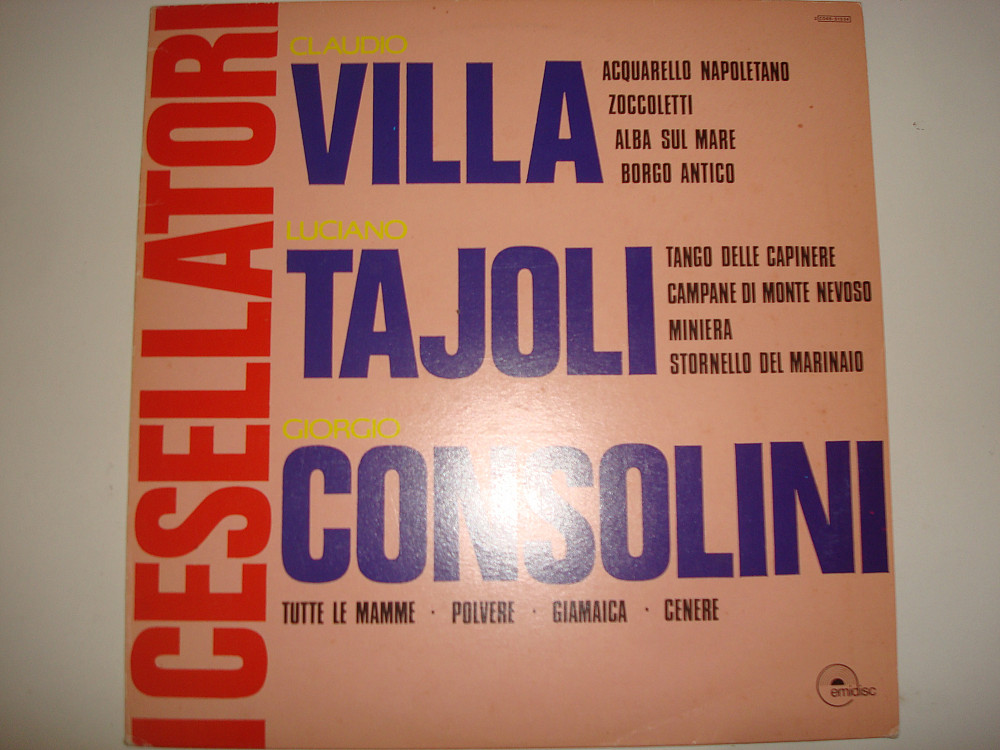 I CESELLATORI
CLAUDIO
VILLA
ACQUARELLO NAPOLETANO
ZOCCOLETTI
ALBA SUL MARE
BORGO ANTICO
LUCIANO
TAJOLI
TANGO DELLE CAPINERE
CAMPANE DI MONTE NEVOSO
MINIERA
STORNELLO DEL MARINAIO
GIORGIO
CONSOLINI
TUTTE LE MAMME · POLVERE · GIAMAICA · CENERE
emidisc